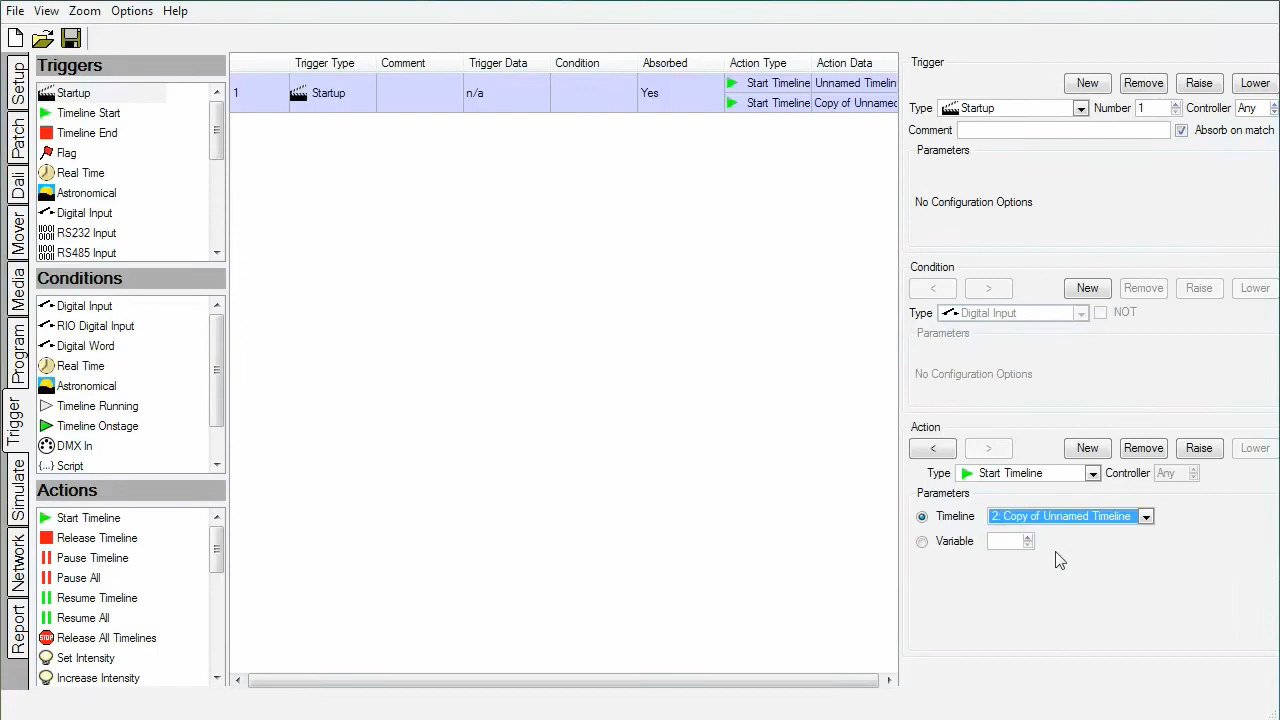 File View Zoom Options Help
Setup
Patch
Dali
Mover
Media
Program
Trigger
Simulate
Network
Report
Triggers
Startup
Timeline Start
Timeline End
Flag
Real Time
Astronomical
Digital Input
RS232 Input
RS485 Input
Conditions
Digital Input
RIO Digital Input
Digital Word
Real Time
Astronomical
Timeline Running
Timeline Onstage
DMX In
{...} Script
Actions
Start Timeline
Release Timeline
Pause Timeline
Pause All
Resume Timeline
Resume All
Release All Timelines
Set Intensity
Increase Intensity
Trigger Type Comment Trigger Data Condition Absorbed Action Type Action Data
1 Startup n/a Yes Start Timeline Unnamed Timelin
Start Timeline Copy of Unnamed
Trigger
New Remove Raise Lower
Type Startup Number 1 Controller Any
Comment Absorb on match
Parameters
No Configuration Options
Condition
< > New Remove Raise Lower
Type Digital Input NOT
Parameters
No Configuration Options
Action
< > New Remove Raise Lower
Type Start Timeline Controller Any
Parameters
Timeline 2: Copy of Unnamed Timeline
Variable